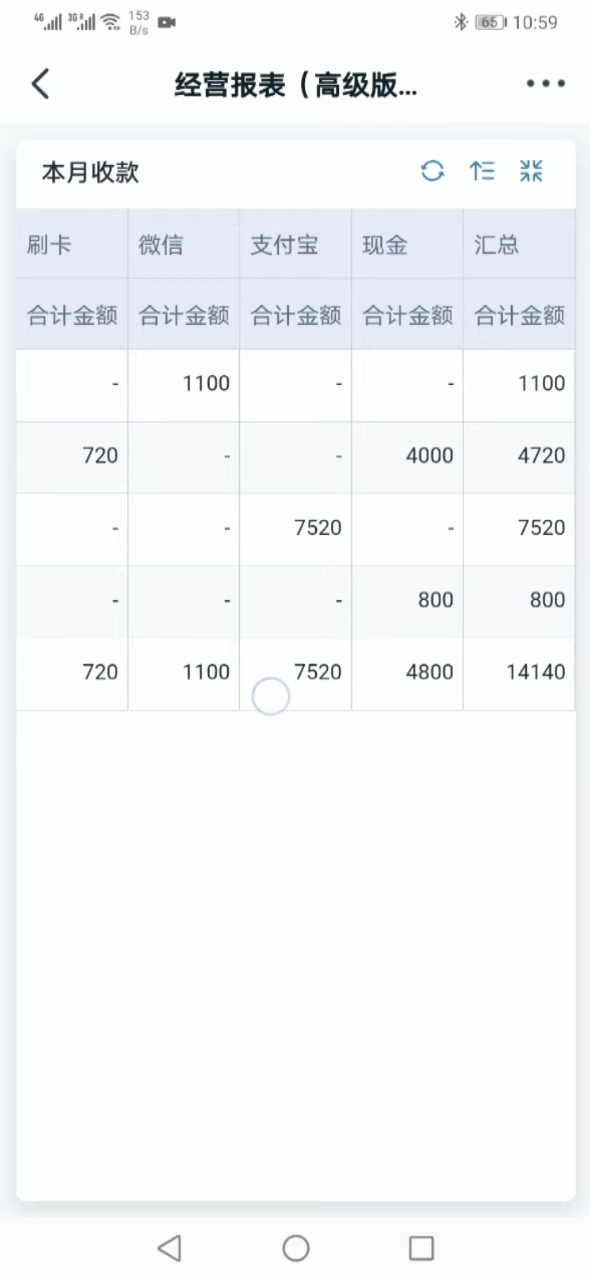 4G 3G R 153 B/s 65 10:59
经营报表（高级版...
本月收款
刷卡 微信 支付宝 现金 汇总
合计金额 合计金额 合计金额 合计金额 合计金额
- 1100 - - 1100
720 - - 4000 4720
- - 7520 - 7520
- - - 800 800
720 1100 7520 4800 14140